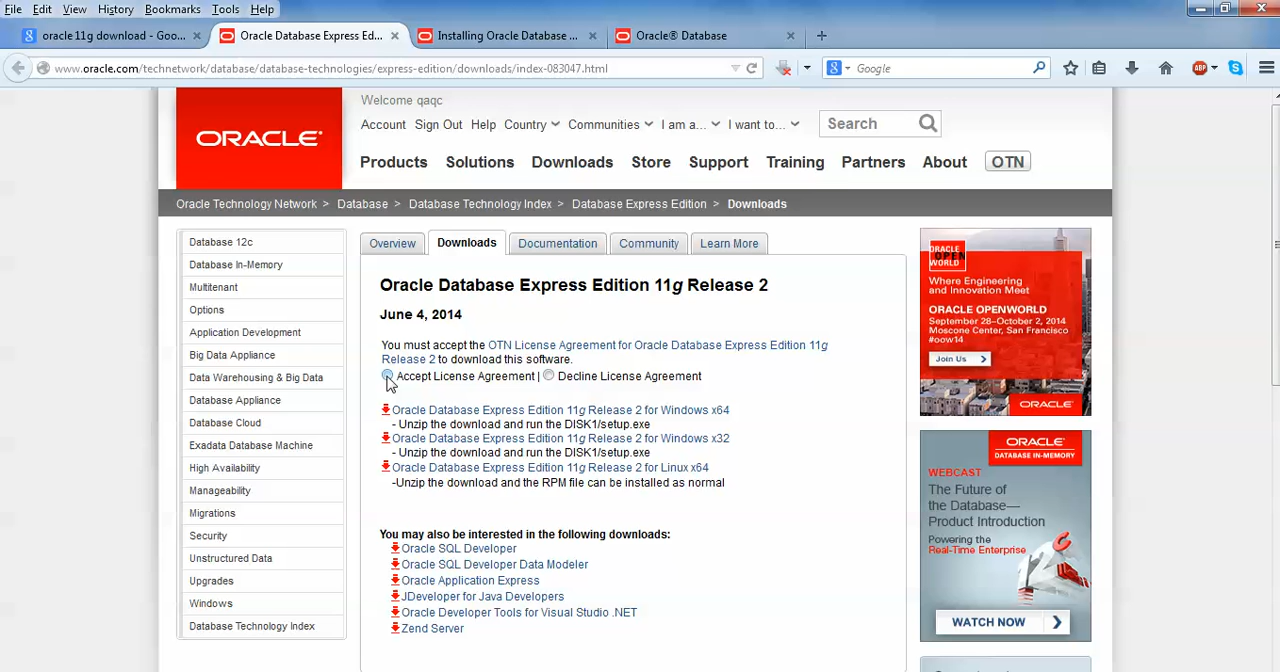 File Edit View History Bookmarks Tools Help
oracle 11g download - Goo... Oracle Database Express Ed... Installing Oracle Database ... Oracle® Database
www.oracle.com/technetwork/database/database-technologies/express-edition/downloads/index-083047.html Google
ORACLE
Welcome qaqc
Account Sign Out Help Country Communities I am a... I want to... Search
Products Solutions Downloads Store Support Training Partners About OTN
Oracle Technology Network > Database > Database Technology Index > Database Express Edition > Downloads
Database 12c
Database In-Memory
Multitenant
Options
Application Development
Big Data Appliance
Data Warehousing & Big Data
Database Appliance
Database Cloud
Exadata Database Machine
High Availability
Manageability
Migrations
Security
Unstructured Data
Upgrades
Windows
Database Technology Index
Overview Downloads Documentation Community Learn More
Oracle Database Express Edition 11g Release 2
June 4, 2014
You must accept the OTN License Agreement for Oracle Database Express Edition 11g
Release 2 to download this software.
Accept License Agreement | Decline License Agreement
Oracle Database Express Edition 11g Release 2 for Windows x64
- Unzip the download and run the DISK1/setup.exe
Oracle Database Express Edition 11g Release 2 for Windows x32
- Unzip the download and run the DISK1/setup.exe
Oracle Database Express Edition 11g Release 2 for Linux x64
-Unzip the download and the RPM file can be installed as normal
You may also be interested in the following downloads:
Oracle SQL Developer
Oracle SQL Developer Data Modeler
Oracle Application Express
JDeveloper for Java Developers
Oracle Developer Tools for Visual Studio .NET
Zend Server
ORACLE
OPEN
WORLD
Where Engineering
and Innovation Meet
ORACLE OPENWORLD
September 28–October 2, 2014
Moscone Center, San Francisco
#oow14
Join Us
ORACLE
ORACLE
DATABASE IN-MEMORY
WEBCAST
The Future of
the Database—
Product Introduction
Powering the
Real-Time Enterprise
WATCH NOW